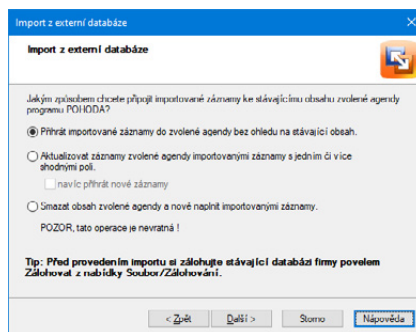 Import z externí databáze
Import z externí databáze
Jakým způsobem chcete připojit importované záznamy ke stávajícímu obsahu zvolené agendy
programu POHODA?
Přihrát importované záznamy do zvolené agendy bez ohledu na stávající obsah.
Aktualizovat záznamy zvolené agendy importovanými záznamy s jedním či více
shodnými poli.
navíc přihrát nové záznamy
Smazat obsah zvolené agendy a nově naplnit importovanými záznamy.
POZOR, tato operace je nevratná !
Tip: Před provedením importu si zálohujte stávající databázi firmy povelem
Zálohovat z nabídky Soubor/Zálohování.
< Zpět
Další >
Storno
Nápověda